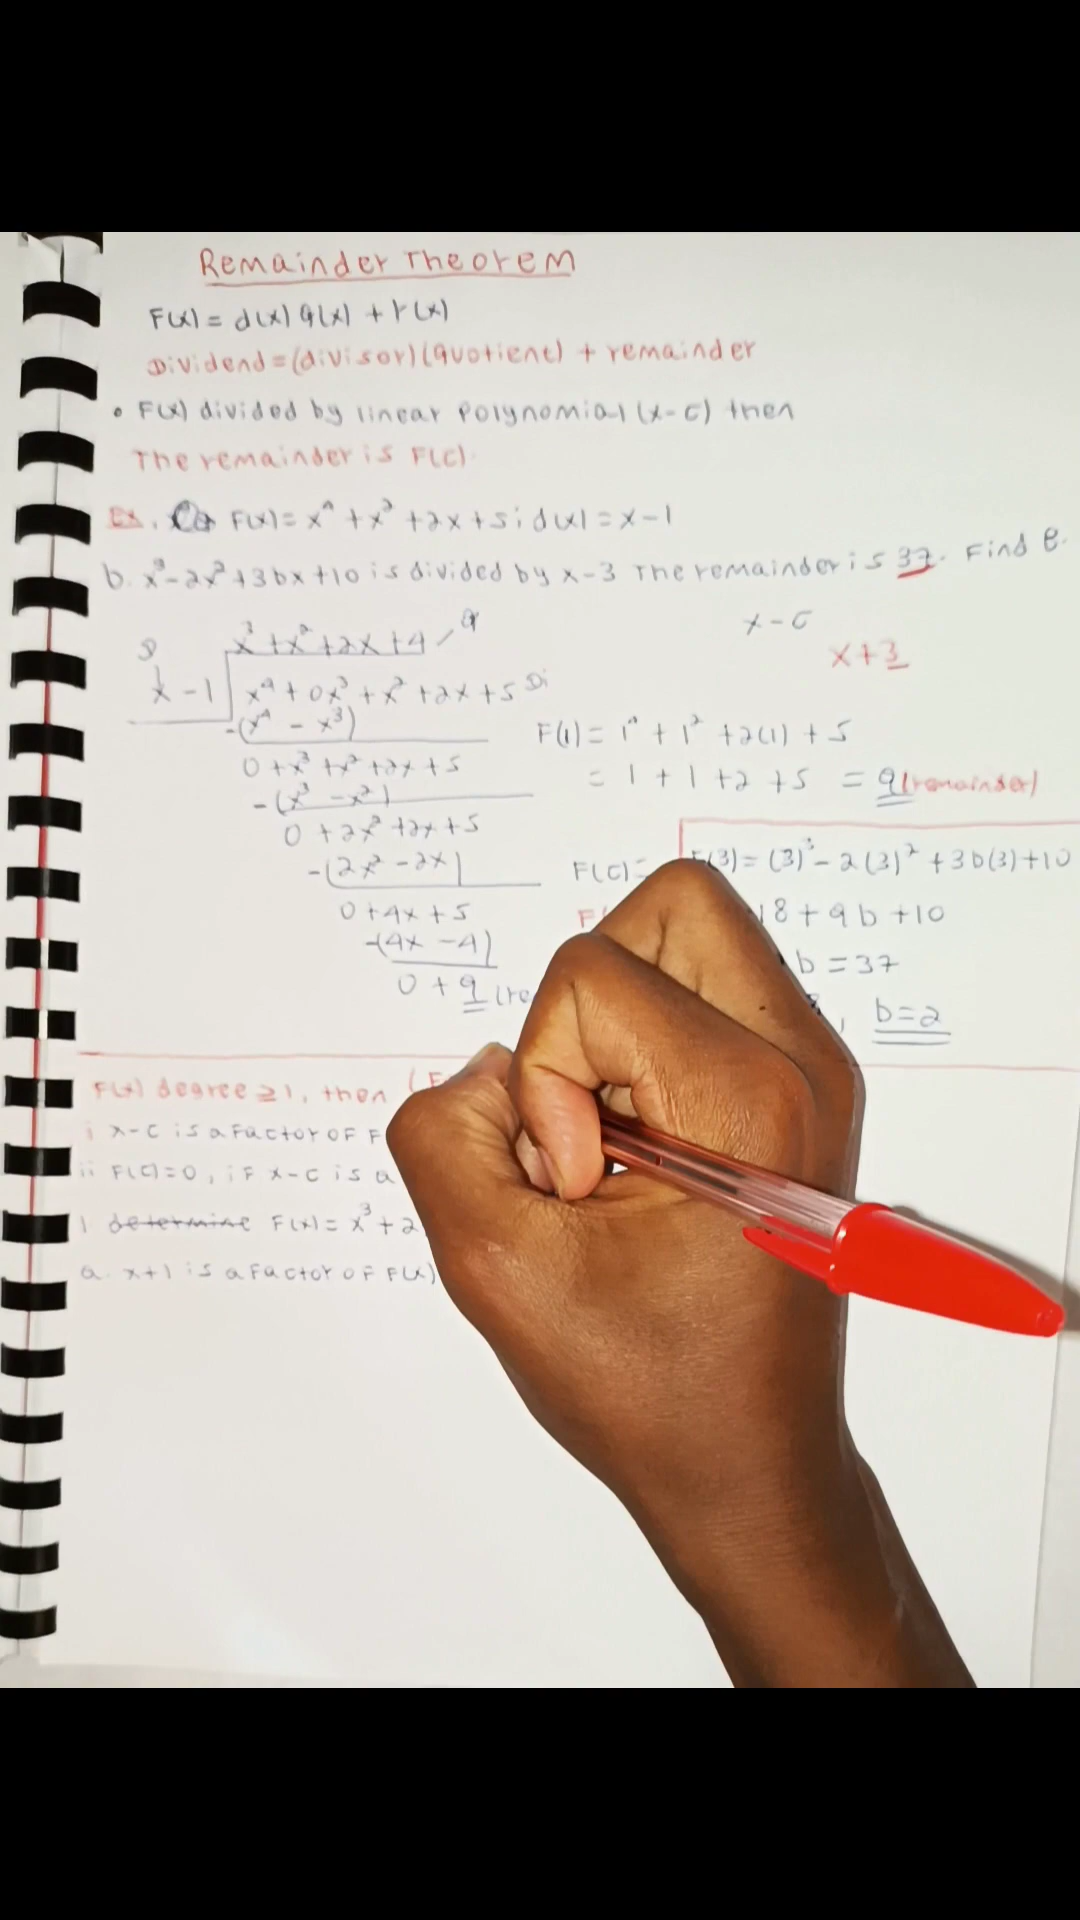 Remainder Theorem
F(x) = d(x) q(x) + r(x)
Dividend = (divisor)(quotient) + remainder
• F(x) divided by linear Polynomial (x-c) then
The remainder is F(c).
Ex. F(x) = x⁴ + x² + 2x + 5 ; d(x) = x - 1
b. x³ - 2x² + 3bx + 10 is divided by x - 3 The remainder is 37. Find B.
x³ + x² + 2x + 4
x - 1 x⁴ + 0x³ + x² + 2x + 5 Di
-(x⁴ - x³)
0 + x³ + x² + 2x + 5
-(x³ - x²)
0 + 2x² + 2x + 5
-(2x² - 2x)
0 + 4x + 5
-(4x - 4)
0 + 9 (re
x - c
x + 3
F(1) = 1⁴ + 1² + 2(1) + 5
= 1 + 1 + 2 + 5 = 9 (remainder)
F(c) =
F(3) = (3)³ - 2(3)² + 3b(3) + 10
18 + 9b + 10
b = 37
, b = 2
F(x) degree ≥ 1, then (F
i x - c is a Factor OF F
ii F(c) = 0, iF x - c is a
1 determine F(x) = x³ + 2
a. x + 1 is a Factor OF F(x)